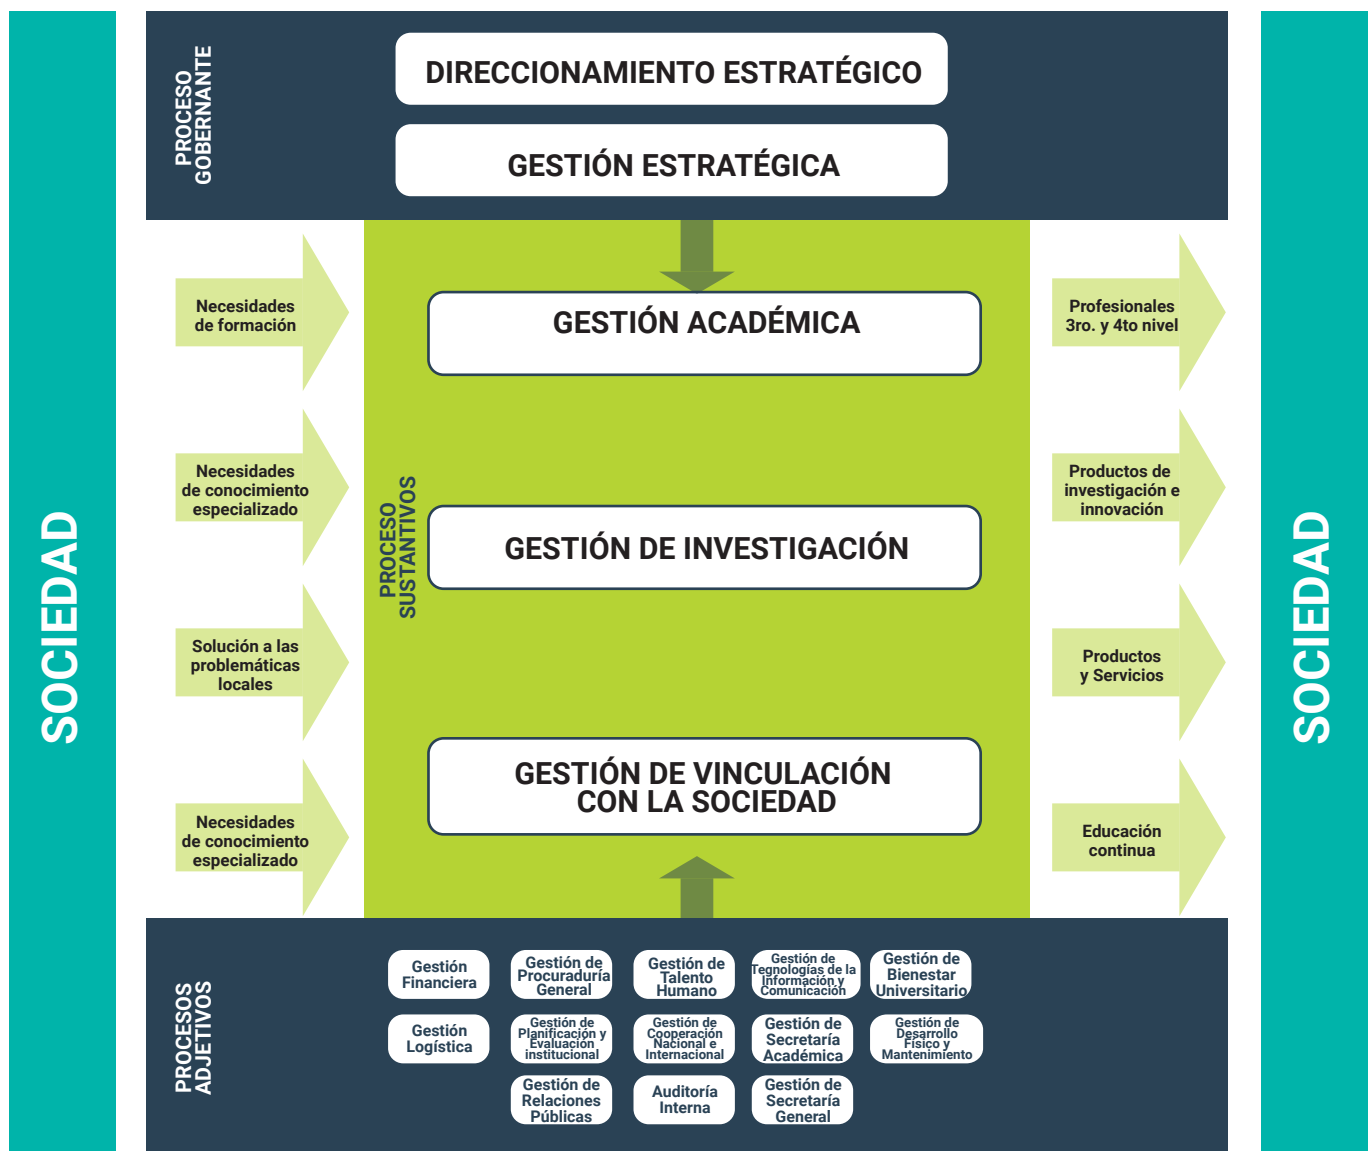 SOCIEDAD
PROCESO
GOBERNANTE
DIRECCIONAMIENTO ESTRATÉGICO
GESTIÓN ESTRATÉGICA
Necesidades
de formación
Necesidades
de conocimiento
especializado
Solución a las
problemáticas
locales
Necesidades
de conocimiento
especializado
PROCESO
SUSTANTIVOS
GESTIÓN ACADÉMICA
GESTIÓN DE INVESTIGACIÓN
GESTIÓN DE VINCULACIÓN
CON LA SOCIEDAD
Profesionales
3ro. y 4to nivel
Productos de
investigación e
innovación
Productos
y Servicios
Educación
continua
PROCESOS
ADJETIVOS
Gestión
Financiera
Gestión de
Procuraduría
General
Gestión de
Talento
Humano
Gestión de
Tegnologías de la
Información y
Comunicación
Gestión de
Bienestar
Universitario
Gestión
Logística
Gestión de
Planificación y
Evaluación
institucional
Gestión de
Cooperación
Nacional e
Internacional
Gestión de
Secretaría
Académica
Gestión de
Desarrollo
Físico y
Mantenimiento
Gestión de
Relaciones
Públicas
Auditoría
Interna
Gestión de
Secretaría
General
SOCIEDAD